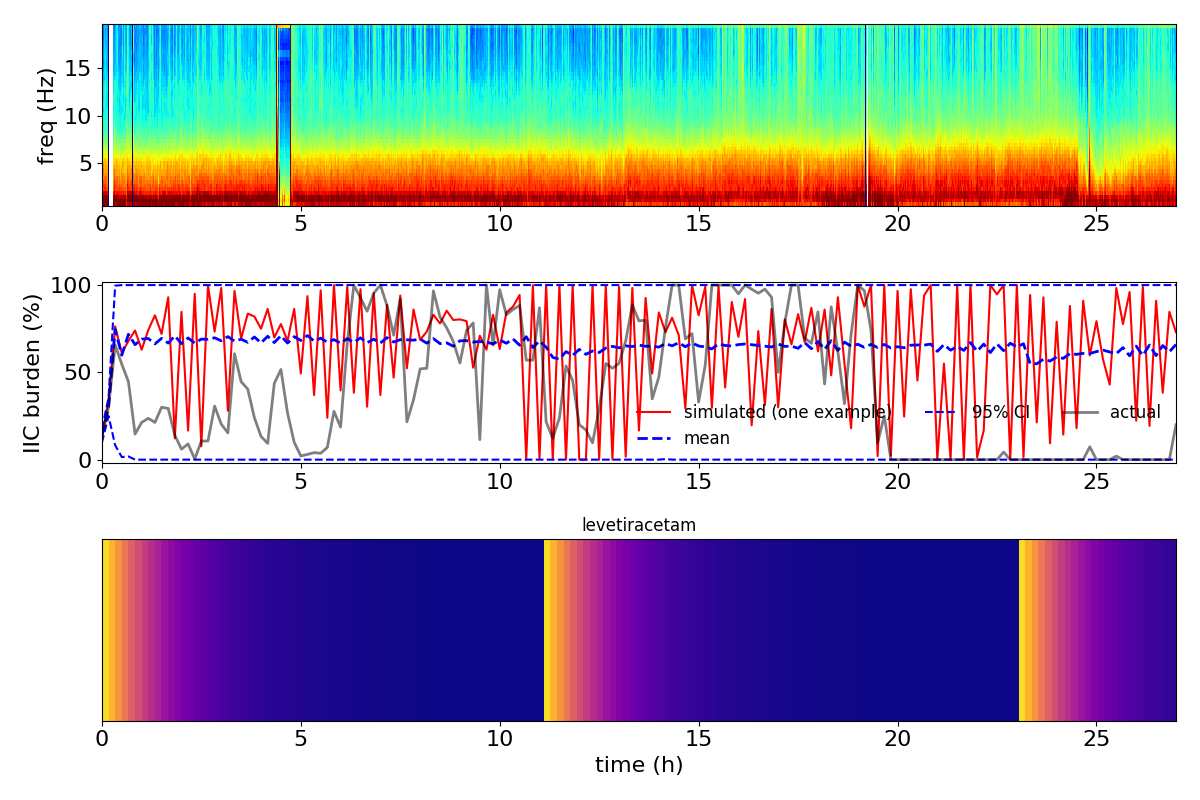 freq (Hz)
15
10
5
0 5 10 15 20 25
IIC burden (%)
100
50
0
simulated (one example) 95% CI actual
mean
0 5 10 15 20 25
levetiracetam
0 5 10 15 20 25
time (h)